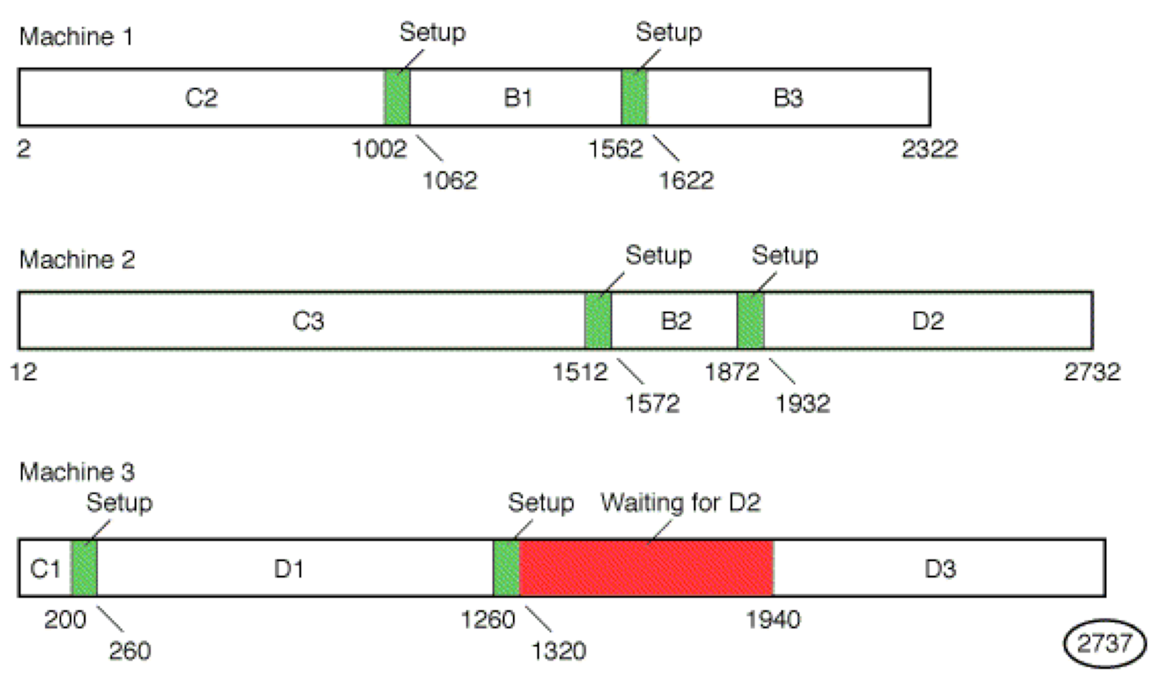 Machine 1
Setup Setup
C2 B1 B3
2 1002 1562 2322
1062 1622
Machine 2
Setup Setup
C3 B2 D2
12 1512 1872 2732
1572 1932
Machine 3
Setup Setup Waiting for D2
C1 D1 D3
200 1260 1940
260 1320 2737